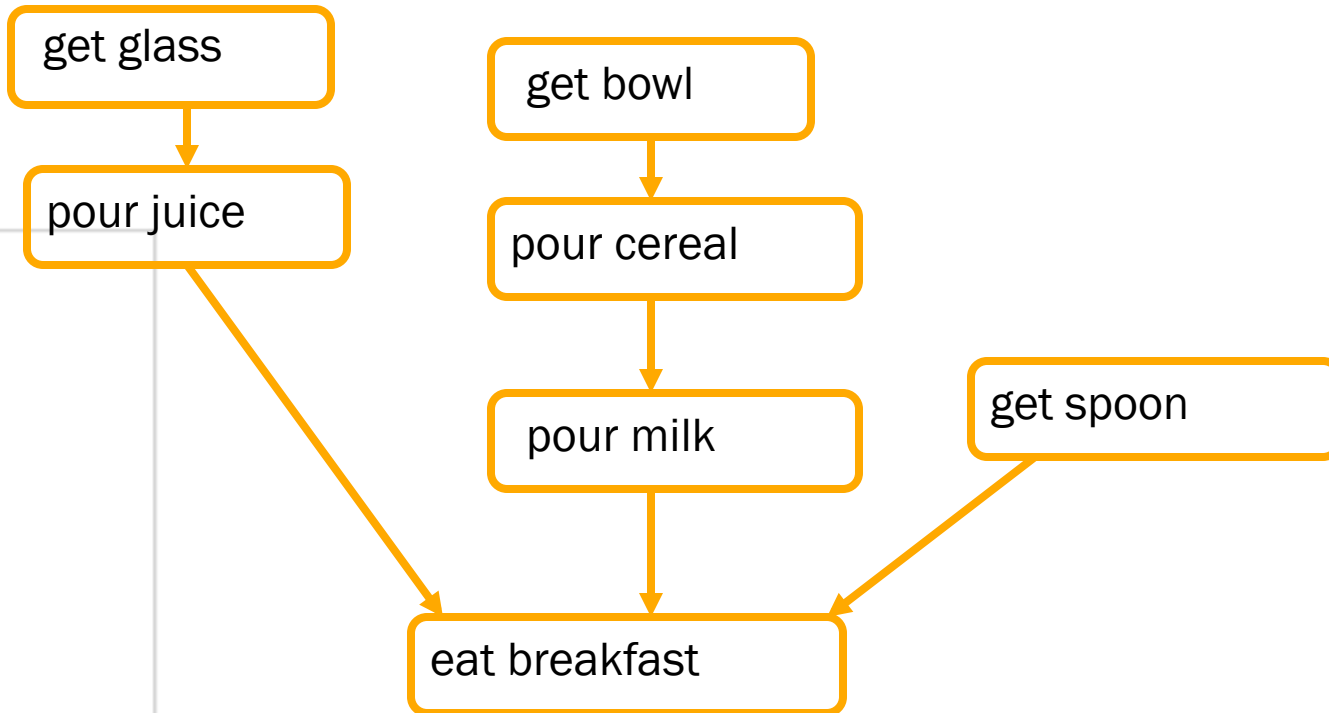 get glass
get bowl
pour juice
pour cereal
get spoon
pour milk
eat breakfast